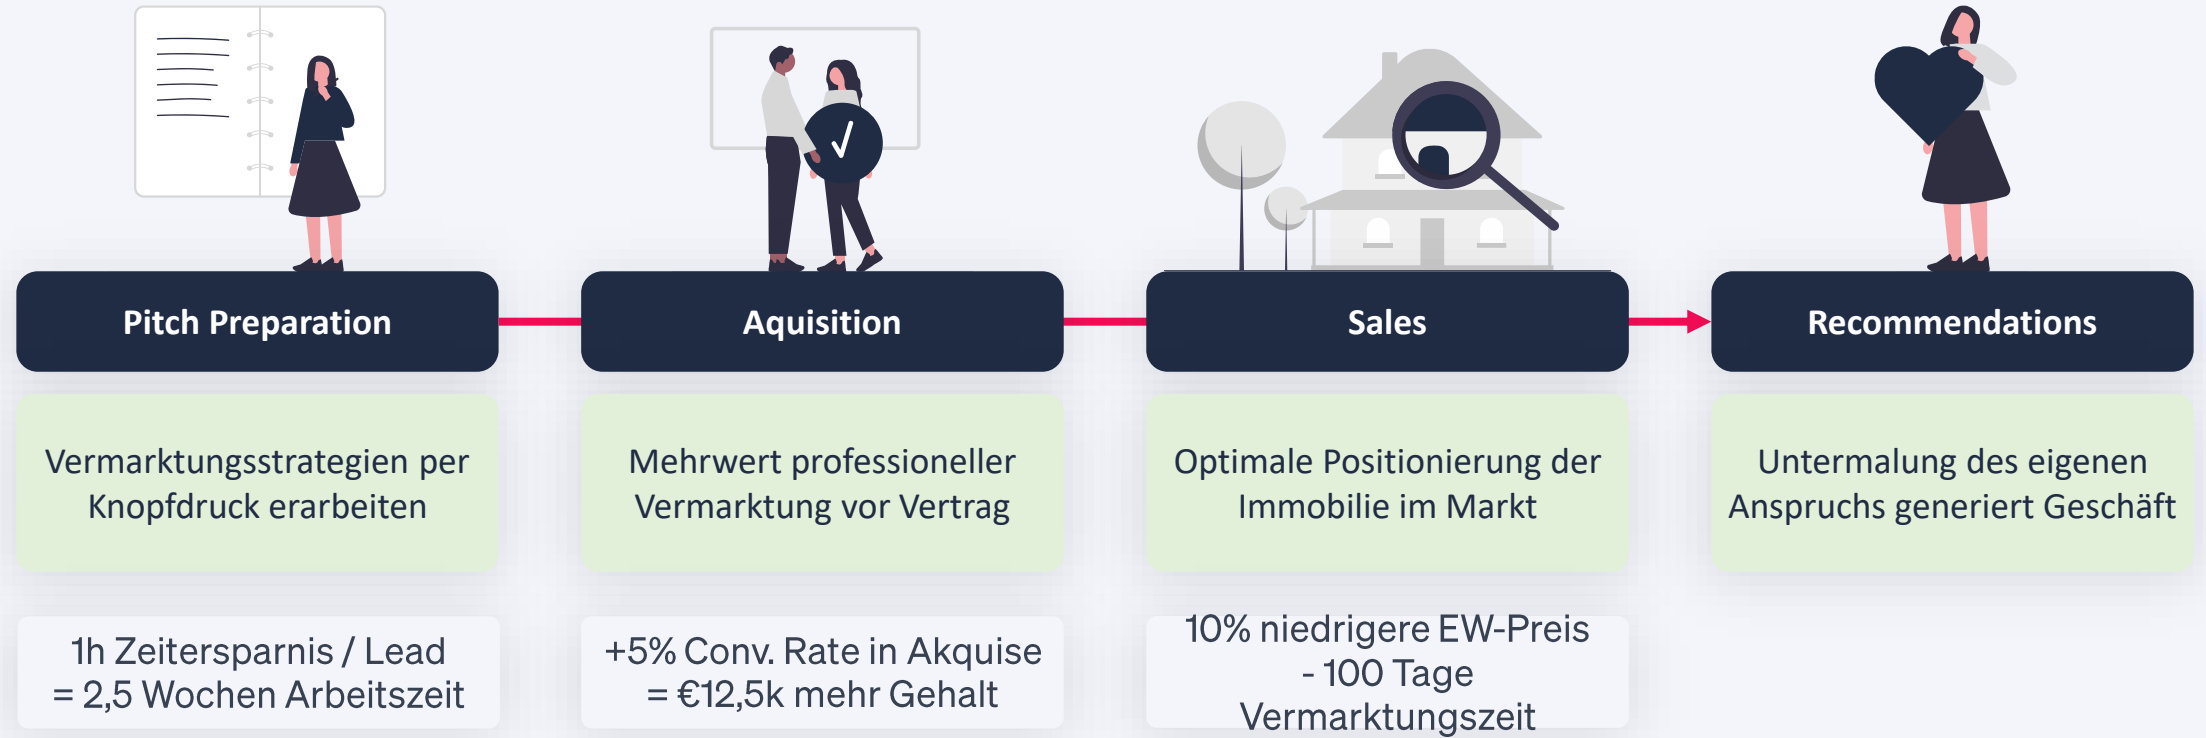 Pitch Preparation
Aquisition
Sales
Recommendations
Vermarktungsstrategien per
Knopfdruck erarbeiten
Mehrwert professioneller
Vermarktung vor Vertrag
Optimale Positionierung der
Immobilie im Markt
Untermalung des eigenen
Anspruchs generiert Geschäft
1h Zeitersparnis / Lead
= 2,5 Wochen Arbeitszeit
+5% Conv. Rate in Akquise
= €12,5k mehr Gehalt
10% niedrigere EW-Preis
- 100 Tage
Vermarktungszeit